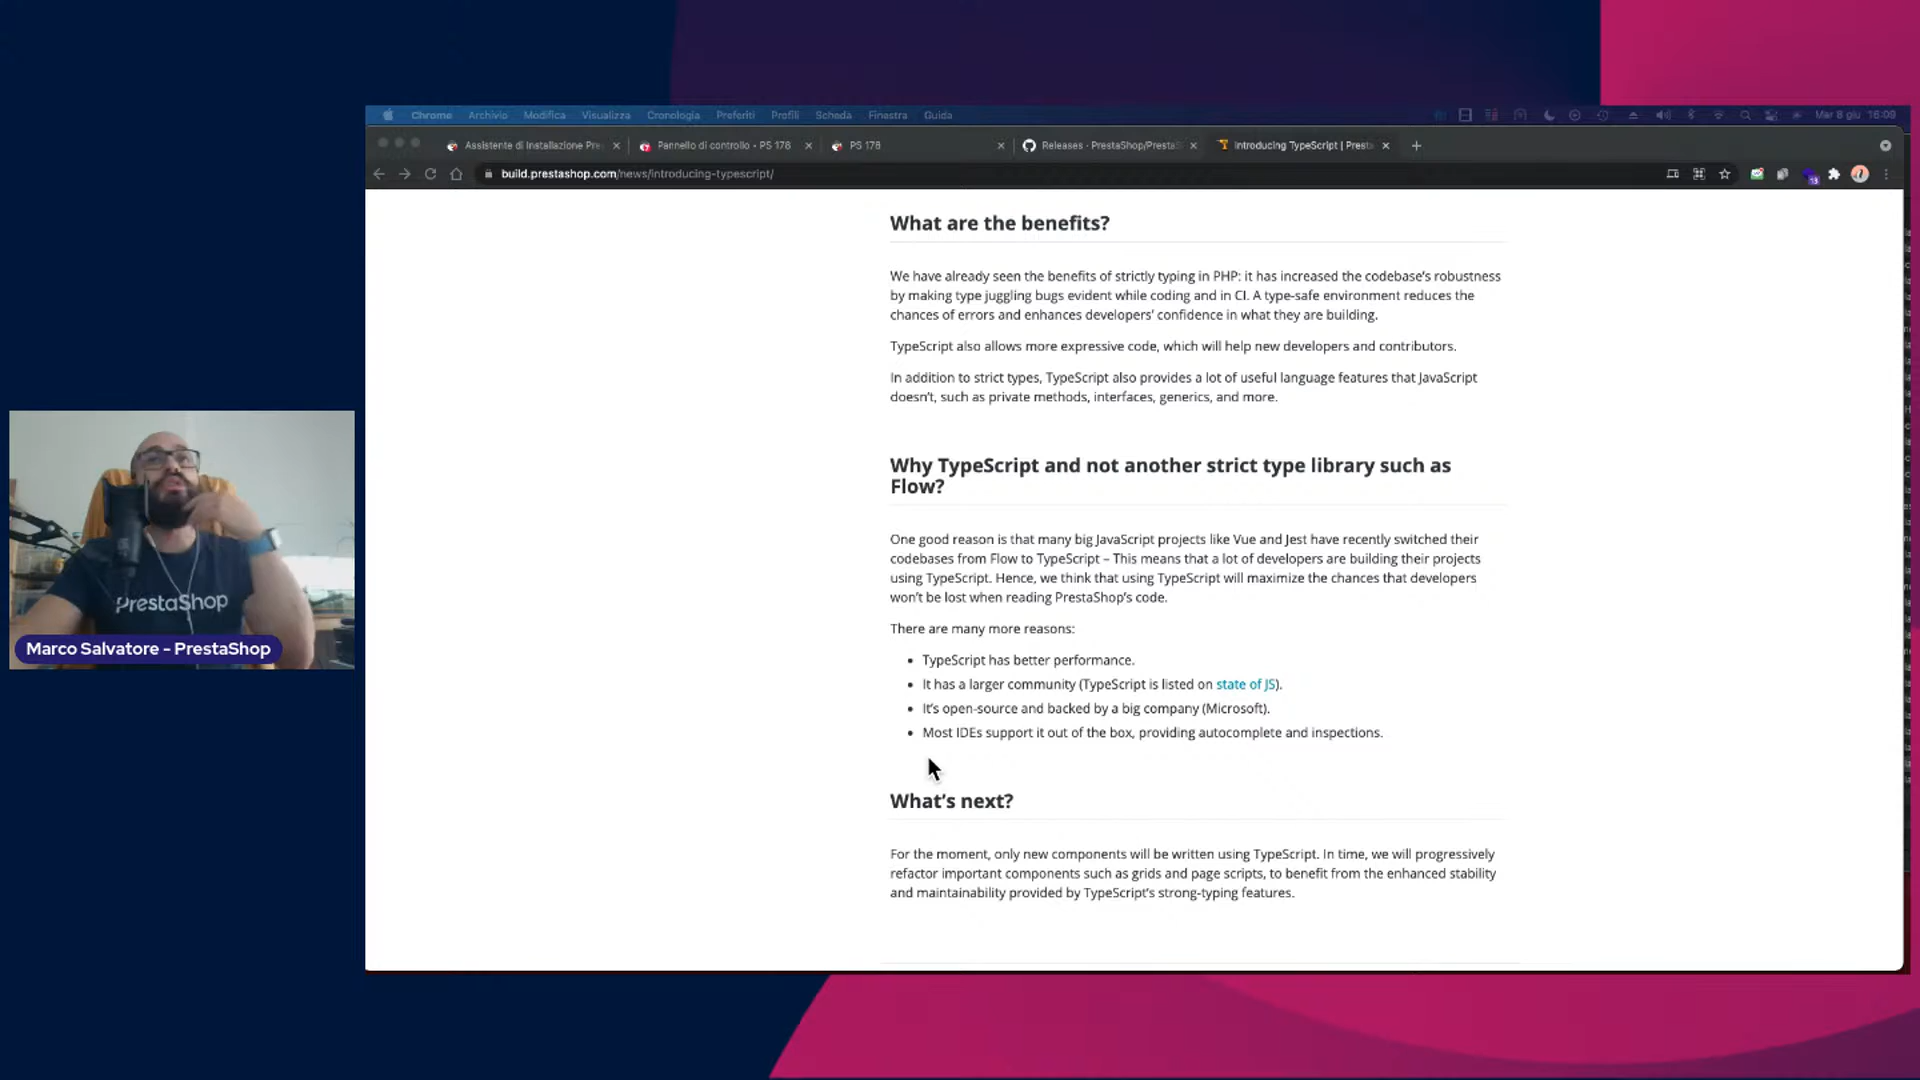 Chrome Archivio Modifica Visualizza Cronologia Preferiti Profili Scheda Finestra Guida
Mar 8 giu 16:09
Assistente di Installazione Pre
Pannello di controllo - PS 178
PS 178
Releases · PrestaShop/PrestaS
Introducing TypeScript | Presta
build.prestashop.com/news/introducing-typescript/
13
What are the benefits?
We have already seen the benefits of strictly typing in PHP: it has increased the codebase's robustness
by making type juggling bugs evident while coding and in CI. A type-safe environment reduces the
chances of errors and enhances developers' confidence in what they are building.
TypeScript also allows more expressive code, which will help new developers and contributors.
In addition to strict types, TypeScript also provides a lot of useful language features that JavaScript
doesn't, such as private methods, interfaces, generics, and more.
Why TypeScript and not another strict type library such as
Flow?
One good reason is that many big JavaScript projects like Vue and Jest have recently switched their
codebases from Flow to TypeScript – This means that a lot of developers are building their projects
using TypeScript. Hence, we think that using TypeScript will maximize the chances that developers
won't be lost when reading PrestaShop's code.
There are many more reasons:
• TypeScript has better performance.
• It has a larger community (TypeScript is listed on state of JS).
• It's open-source and backed by a big company (Microsoft).
• Most IDEs support it out of the box, providing autocomplete and inspections.
What's next?
For the moment, only new components will be written using TypeScript. In time, we will progressively
refactor important components such as grids and page scripts, to benefit from the enhanced stability
and maintainability provided by TypeScript's strong-typing features.
PrestaShop
Marco Salvatore - PrestaShop